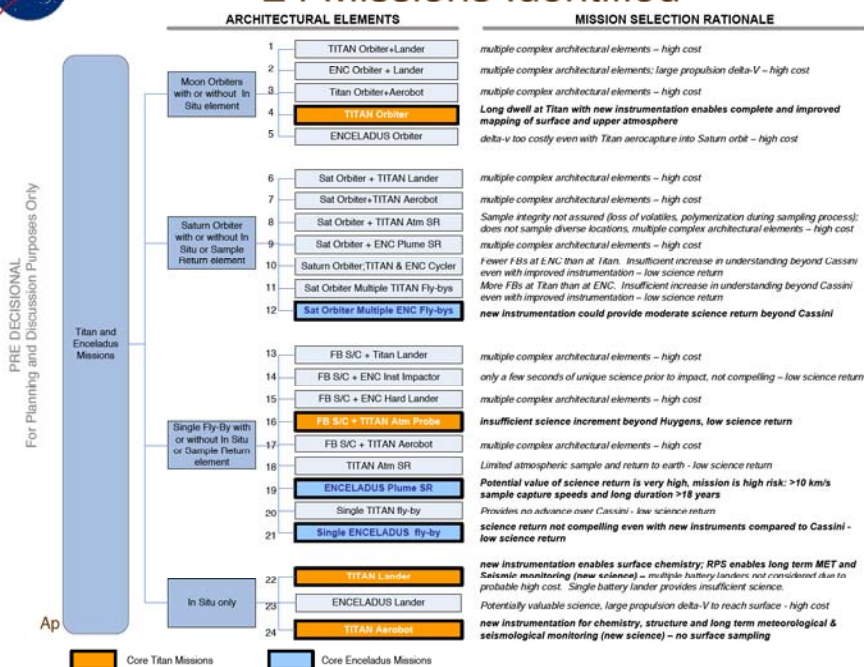 ARCHITECTURAL ELEMENTS
MISSION SELECTION RATIONALE
PRE DECISIONAL
For Planning and Discussion Purposes Only
Titan and
Enceladus
Missions
Moon Orbiters
with or without In
Situ element
1 TITAN Orbiter+Lander multiple complex architectural elements – high cost
2 ENC Orbiter + Lander multiple complex architectural elements; large propulsion delta-V – high cost
3 Titan Orbiter+Aerobot multiple complex architectural elements – high cost
4 TITAN Orbiter Long dwell at Titan with new instrumentation enables complete and improved
mapping of surface and upper atmosphere
5 ENCELADUS Orbiter delta-v too costly even with Titan aerocapture into Saturn orbit – high cost
Saturn Orbiter
with or without In
Situ or Sample
Return element
6 Sat Orbiter + TITAN Lander multiple complex architectural elements – high cost
7 Sat Orbiter+TITAN Aerobot multiple complex architectural elements – high cost
8 Sat Orbiter + TITAN Atm SR Sample integrity not assured (loss of volatiles, polymerization during sampling process);
does not sample diverse locations, multiple complex architectural elements – high cost
9 Sat Orbiter + ENC Plume SR multiple complex architectural elements – high cost
10 Saturn Orbiter;TITAN & ENC Cycler Fewer FBs at ENC than at Titan. Insufficient increase in understanding beyond Cassini
even with improved instrumentation – low science return
11 Sat Orbiter Multiple TITAN Fly-bys More FBs at Titan than at ENC. Insufficient increase in understanding beyond Cassini
even with improved instrumentation – low science return
12 Sat Orbiter Multiple ENC Fly-bys new instrumentation could provide moderate science return beyond Cassini
Single Fly-By with
or without In Situ
or Sample Return
element
13 FB S/C + Titan Lander multiple complex architectural elements – high cost
14 FB S/C + ENC Inst Impactor only a few seconds of unique science prior to impact, not compelling – low science return
15 FB S/C + ENC Hard Lander multiple complex architectural elements – high cost
16 FB S/C + TITAN Atm Probe insufficient science increment beyond Huygens, low science return
17 FB S/C + TITAN Aerobot multiple complex architectural elements – high cost
18 TITAN Atm SR Limited atmospheric sample and return to earth - low science return
19 ENCELADUS Plume SR Potential value of science return is very high, mission is high risk: >10 km/s
sample capture speeds and long duration >18 years
20 Single TITAN fly-by Provides no advance over Cassini - low science return
21 Single ENCELADUS fly-by science return not compelling even with new instruments compared to Cassini -
low science return
In Situ only
22 TITAN Lander new instrumentation enables surface chemistry; RPS enables long term MET and
Seismic monitoring (new science) – multiple battery landers not considered due to
probable high cost. Single battery lander provides insufficient science.
23 ENCELADUS Lander Potentially valuable science, large propulsion delta-V to reach surface - high cost
24 TITAN Aerobot new instrumentation for chemistry, structure and long term meteorological &
seismological monitoring (new science) – no surface sampling
Ap
Core Titan Missions
Core Enceladus Missions